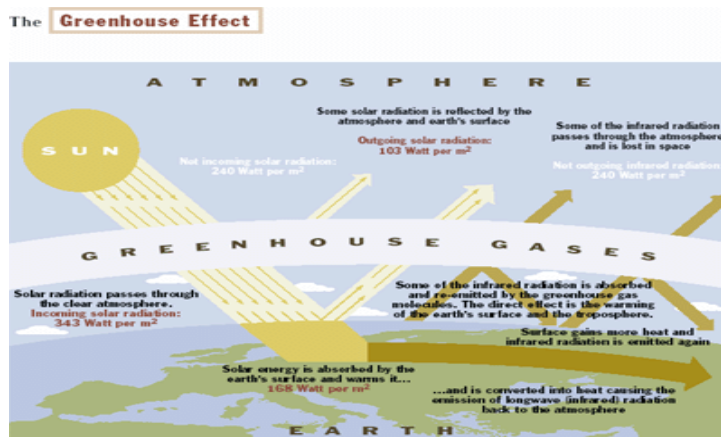 The Greenhouse Effect
ATMOSPHERE
Some solar radiation is reflected by the
atmosphere and earth's surface
Outgoing solar radiation:
103 Watt per m²
Some of the infrared radiation
passes through the atmosphere
and is lost in space
Net outgoing infrared radiation:
240 Watt per m²
SUN
Net incoming solar radiation:
240 Watt per m²
GREENHOUSE GASES
Solar radiation passes through
the clear atmosphere.
Incoming solar radiation:
343 Watt per m²
Some of the infrared radiation is absorbed
and re-emitted by the greenhouse gas
molecules. The direct effect is the warming
of the earth's surface and the troposphere.
Surface gains more heat and
infrared radiation is emitted again
Solar energy is absorbed by the
earth's surface and warms it...
168 Watt per m²
...and is converted into heat causing the
emission of longwave (infrared) radiation
back to the atmosphere
EARTH